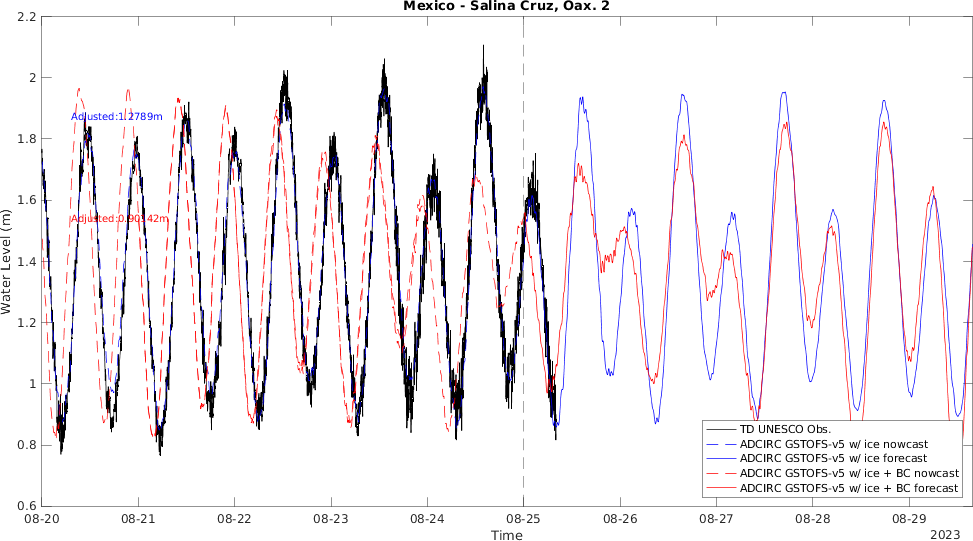 Mexico - Salina Cruz, Oax. 2
2.2
2
1.8
1.6
1.4
1.2
1
0.8
0.6
Water Level (m)
Adjusted:1.2789m
TD UNESCO Obs.
ADCIRC GSTOFS-v5 w/ ice nowcast
ADCIRC GSTOFS-v5 w/ ice forecast
ADCIRC GSTOFS-v5 w/ ice + BC nowcast
ADCIRC GSTOFS-v5 w/ ice + BC forecast
08-20 08-21 08-22 08-23 08-24 08-25 08-26 08-27 08-28 08-29
Time
2023